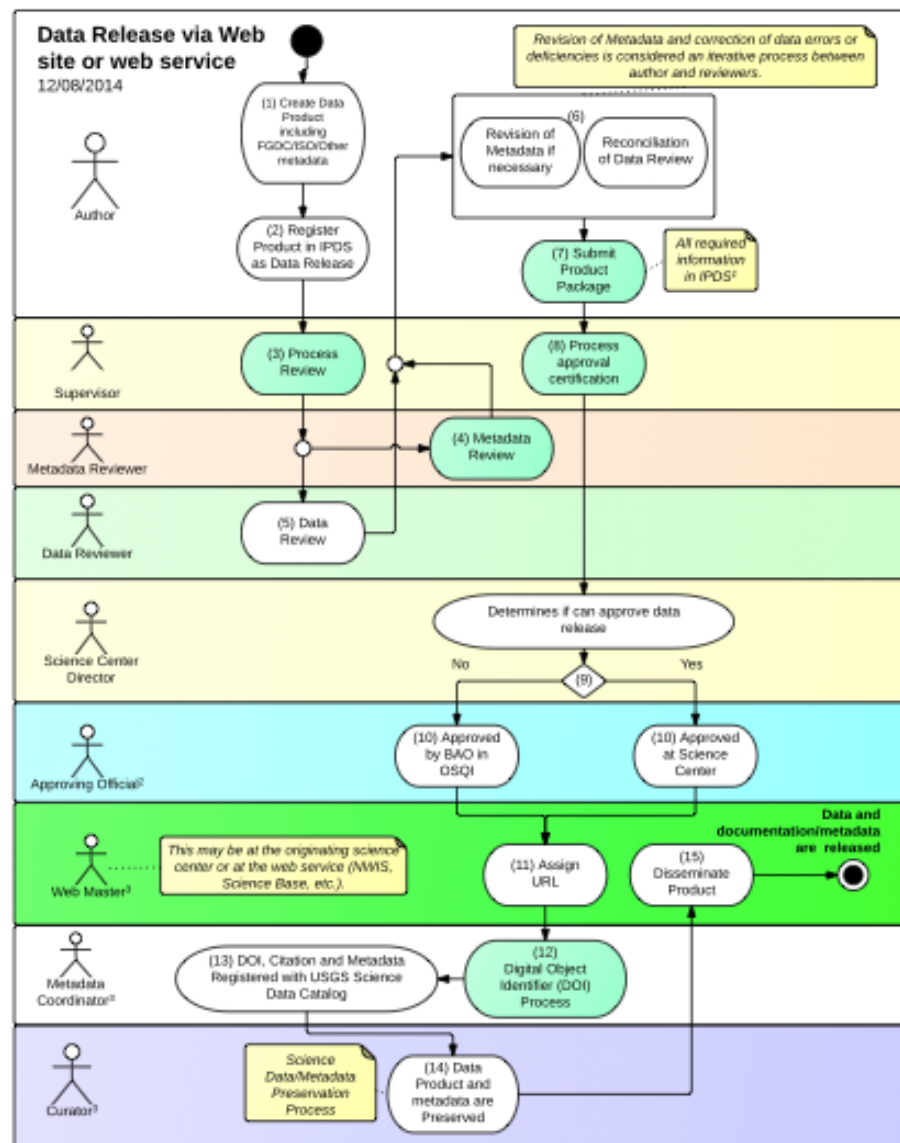 Data Release via Web
site or web service
12/08/2014
Revision of Metadata and correction of data errors or
deficiencies is considered an iterative process between
author and reviewers.
(1) Create Data
Product
including
FGDC/ISO/Other
metadata
(6)
Revision of
Metadata if
necessary
Reconciliation
of Data Review
Author
(2) Register
Product in IPDS
as Data Release
(7) Submit
Product
Package
All required
information
in IPDS²
(3) Process
Review
(8) Process
approval
certification
Supervisor
(4) Metadata
Review
Metadata Reviewer
(5) Data
Review
Data Reviewer
Determines if can approve data
release
Science Center
Director
No
Yes
(9)
(10) Approved
by BAO in
OSQI
(10) Approved
at Science
Center
Approving Official²
Data and
documentation/metadata
are released
This may be at the originating science
center or at the web service (NWIS,
Science Base, etc.).
Web Master³
(11) Assign
URL
(15)
Disseminate
Product
(13) DOI, Citation and Metadata
Registered with USGS Science
Data Catalog
(12)
Digital Object
Identifier (DOI)
Process
Metadata
Coordinator³
Science
Data/Metadata
Preservation
Process
(14) Data
Product and
metadata are
Preserved
Curator³